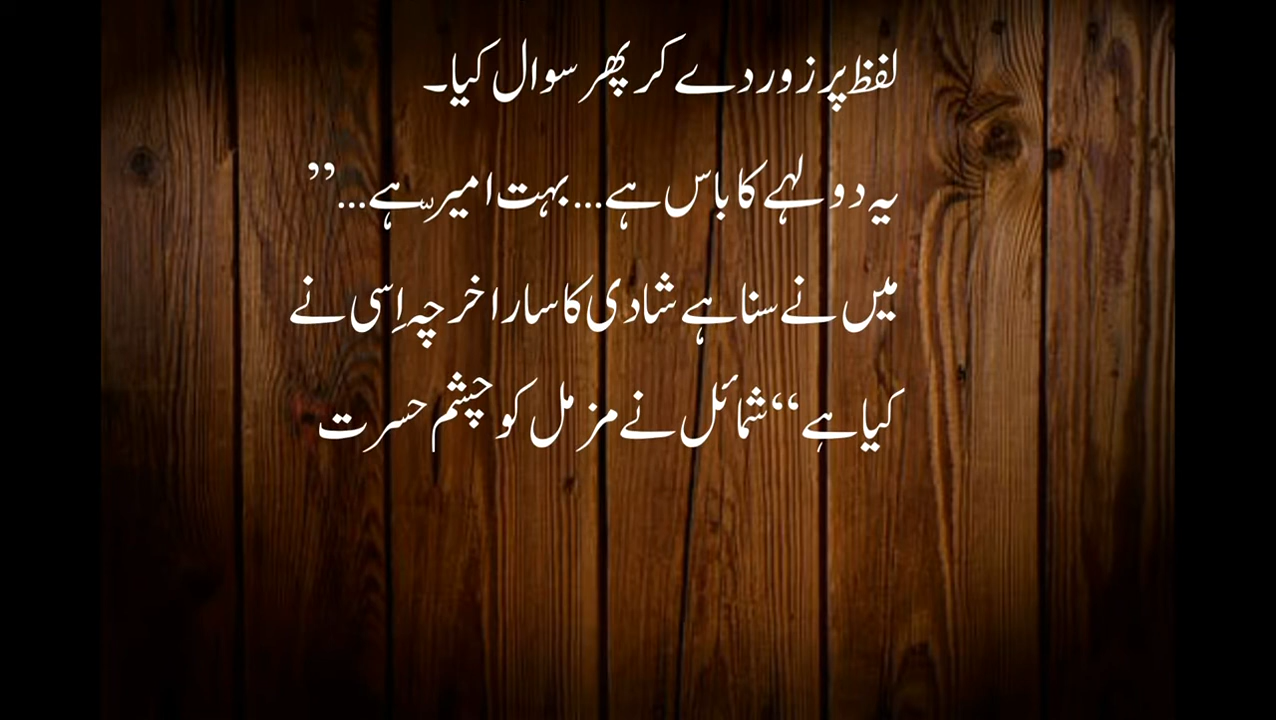 لفظ پر زور دے کر پھر سوال کیا۔
یہ دولہے کا باس ہے...بہت امیر ہے...”
میں نے سنا ہے شادی کا سارا خرچہ اِسی نے
کیا ہے“ شمائل نے مزمل کو چشم حسرت